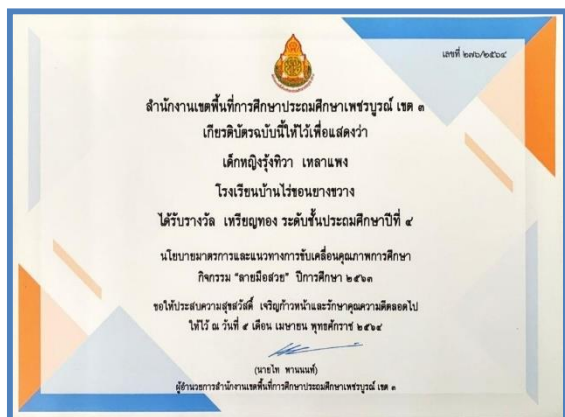 เลขที่ ๒๗๖/๒๕๖๔
สำนักงานเขตพื้นที่การศึกษาประถมศึกษาเพชรบูรณ์ เขต ๓
เกียรติบัตรฉบับนี้ให้ไว้เพื่อแสดงว่า
เด็กหญิงรุ้งทิวา เหลาแพง
โรงเรียนบ้านไร่ขอนยางขวาง
ได้รับรางวัล เหรียญทอง ระดับชั้นประถมศึกษาปีที่ ๔
นโยบายมาตรการและแนวทางการขับเคลื่อนคุณภาพการศึกษา
กิจกรรม "ลายมือสวย" ปีการศึกษา ๒๕๖๓
ขอให้ประสบความสุขสวัสดิ์ เจริญก้าวหน้าและรักษาคุณความดีตลอดไป
ให้ไว้ ณ วันที่ ๙ เดือน เมษายน พุทธศักราช ๒๕๖๔
(นายไท พานนนท์)
ผู้อำนวยการสำนักงานเขตพื้นที่การศึกษาประถมศึกษาเพชรบูรณ์ เขต ๓